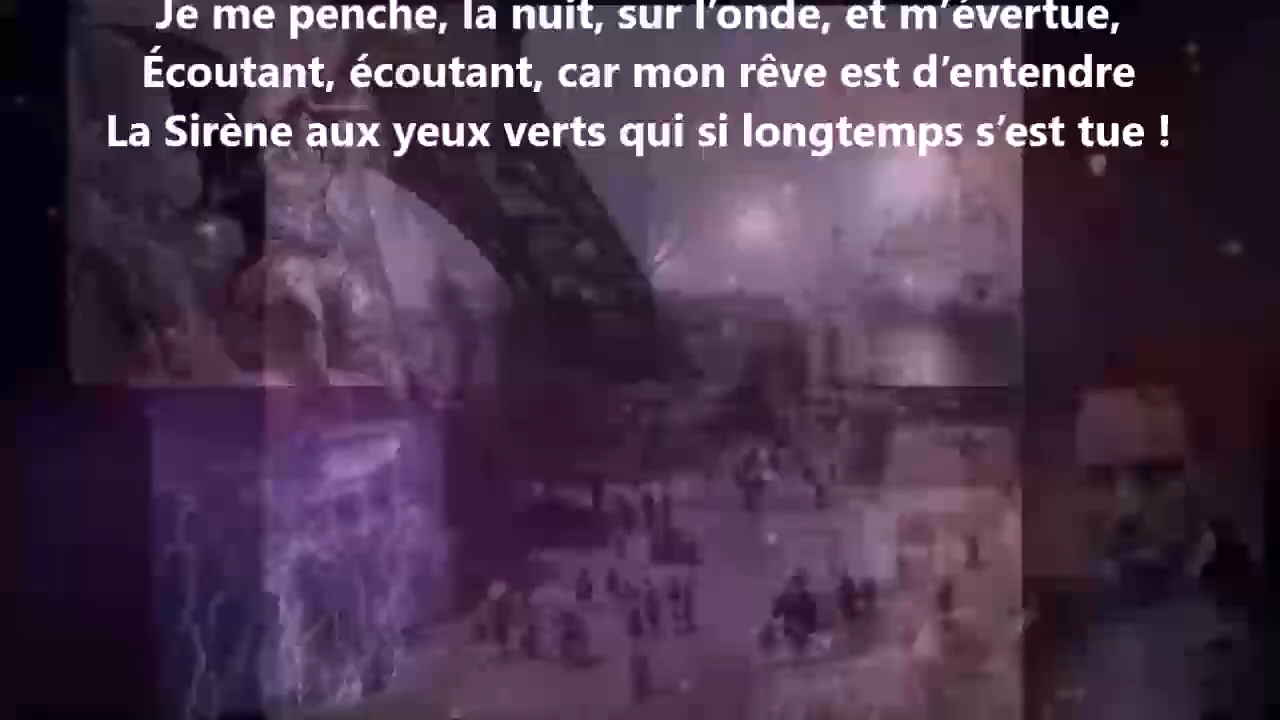 Je me penche, la nuit, sur l’onde, et m’évertue,
Écoutant, écoutant, car mon rêve est d’entendre
La Sirène aux yeux verts qui si longtemps s’est tue !